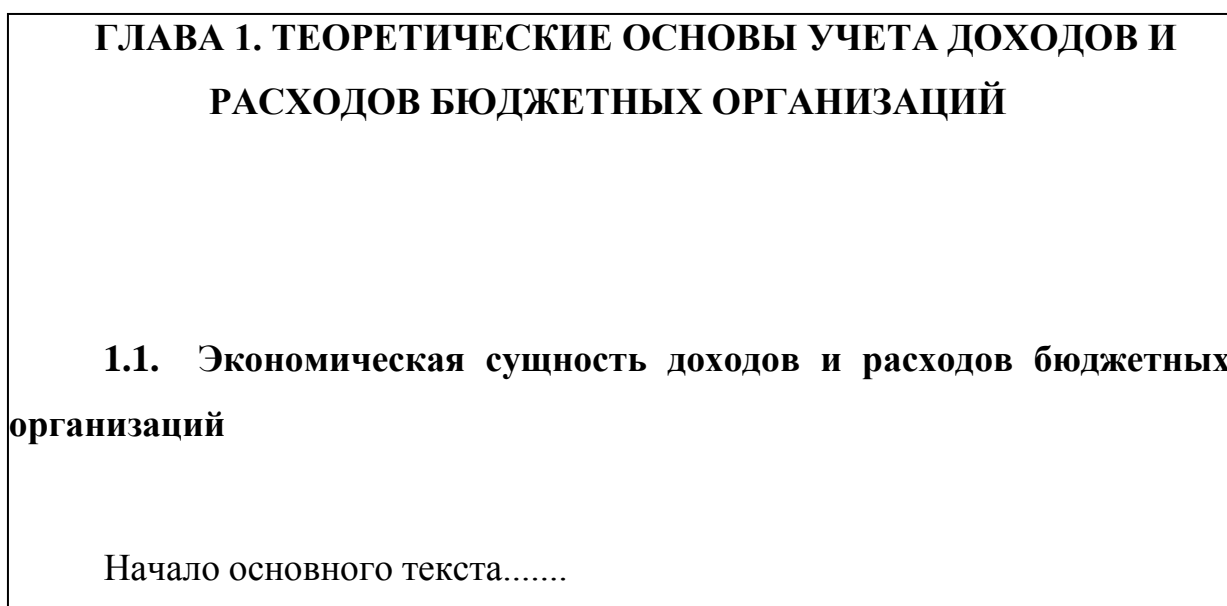 ГЛАВА 1. ТЕОРЕТИЧЕСКИЕ ОСНОВЫ УЧЕТА ДОХОДОВ И
РАСХОДОВ БЮДЖЕТНЫХ ОРГАНИЗАЦИЙ
1.1. Экономическая сущность доходов и расходов бюджетных
организаций
Начало основного текста.......